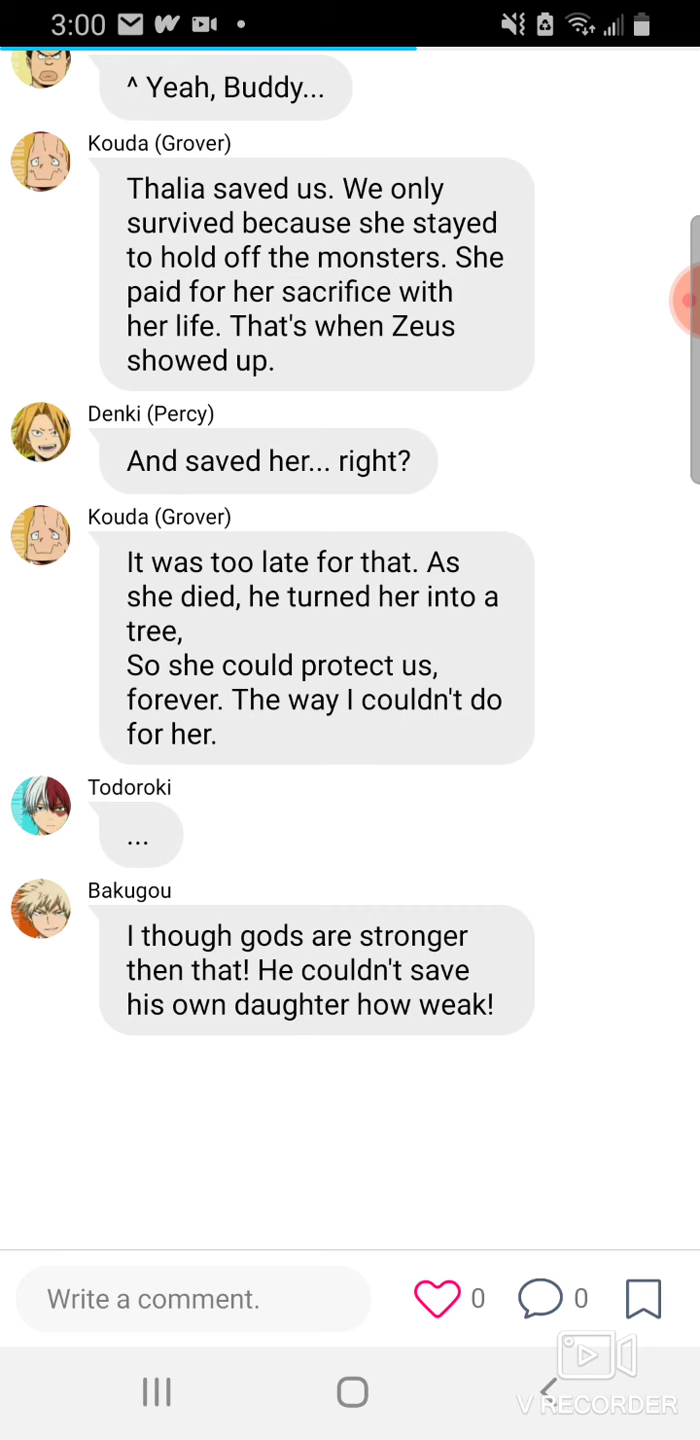 3:00
^ Yeah, Buddy...
Kouda (Grover)
Thalia saved us. We only
survived because she stayed
to hold off the monsters. She
paid for her sacrifice with
her life. That's when Zeus
showed up.
Denki (Percy)
And saved her... right?
Kouda (Grover)
It was too late for that. As
she died, he turned her into a
tree,
So she could protect us,
forever. The way I couldn't do
for her.
Todoroki
...
Bakugou
I though gods are stronger
then that! He couldn't save
his own daughter how weak!
Write a comment.
0
0
V RECORDER